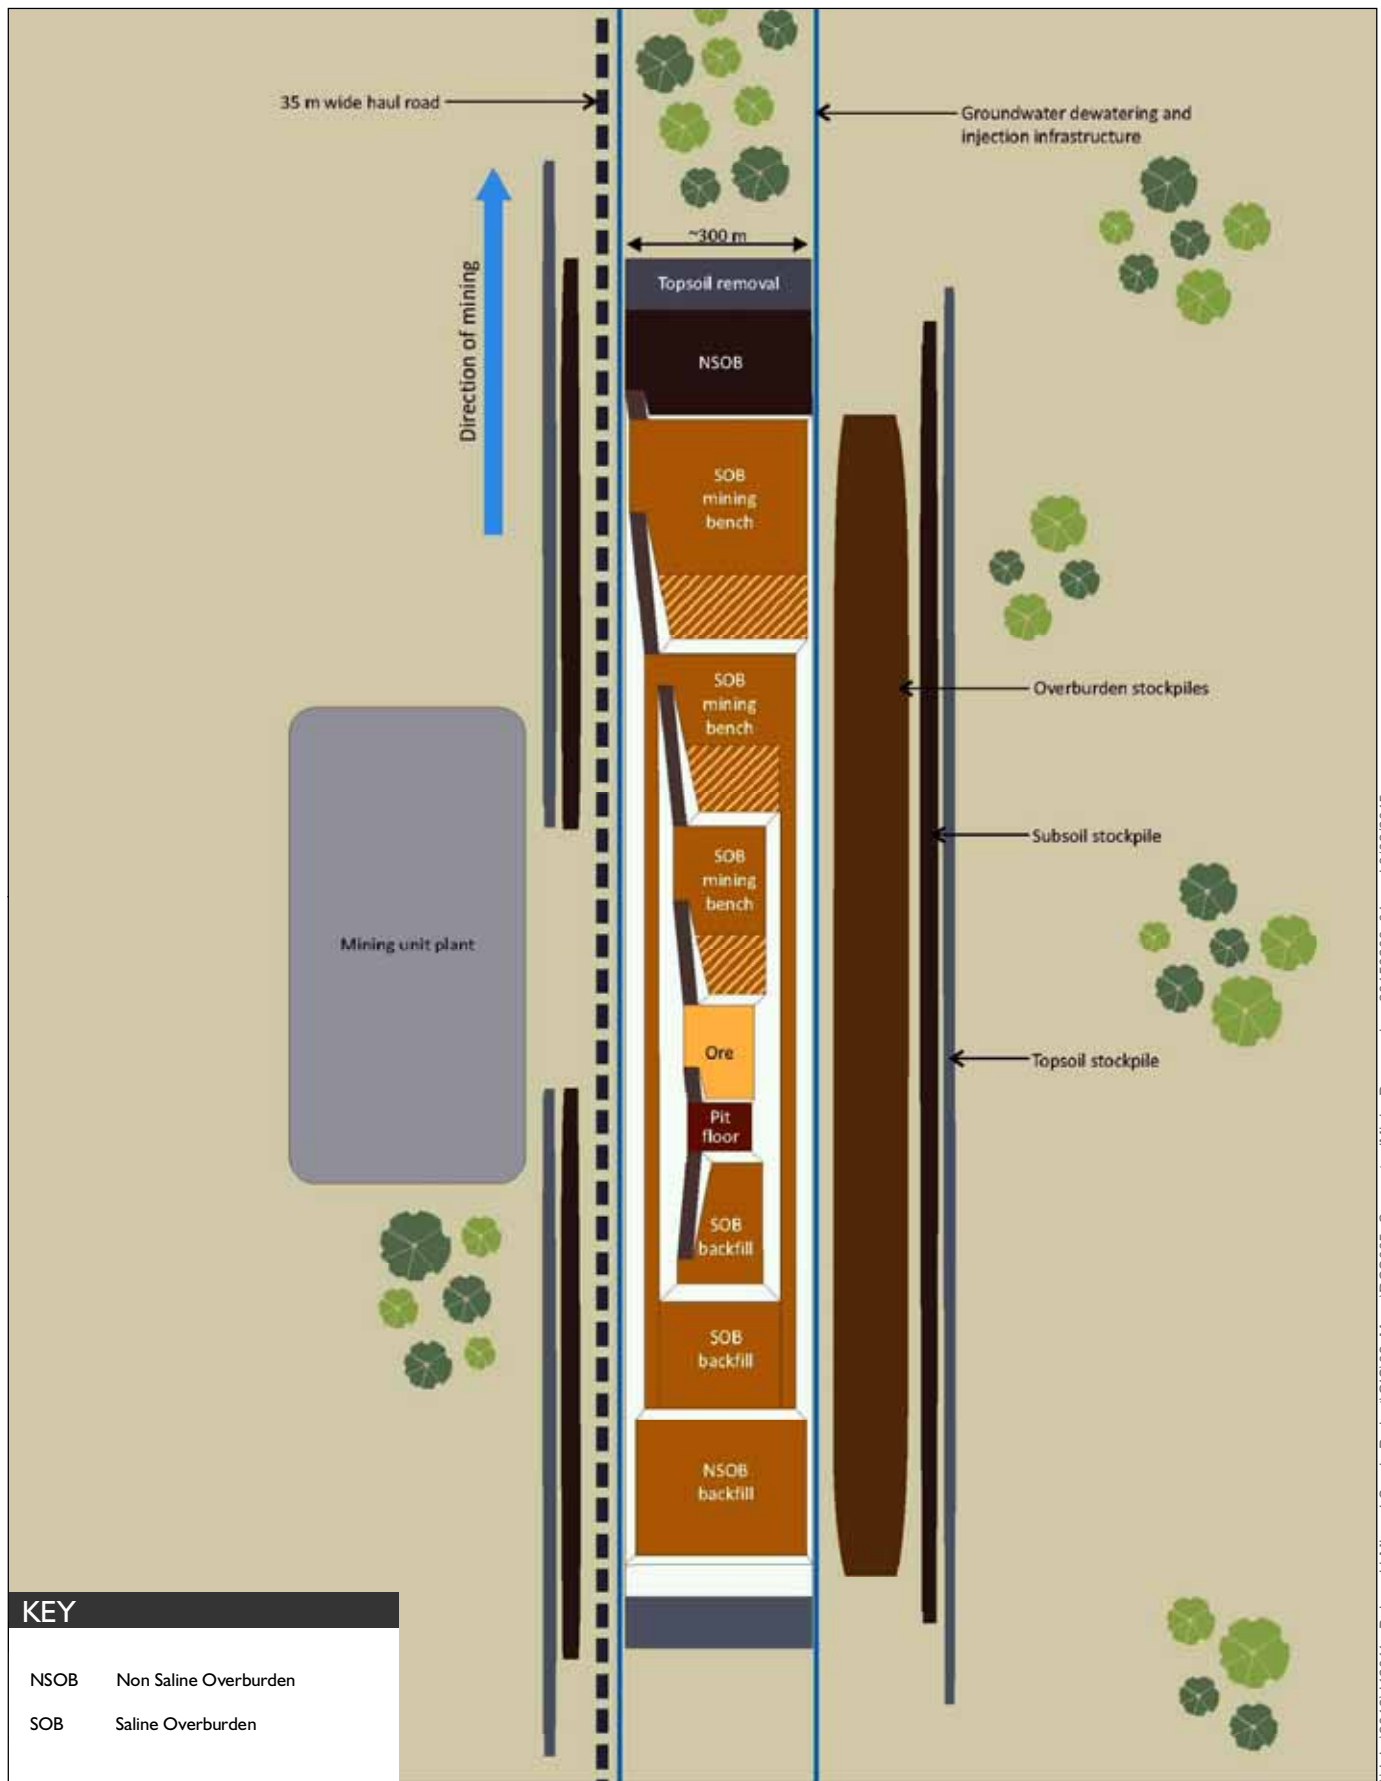 35 m wide haul road
Groundwater dewatering and
injection infrastructure
~300 m
Direction of mining
Topsoil removal
NSOB
SOB
mining
bench
SOB
mining
bench
Overburden stockpiles
SOB
mining
bench
Subsoil stockpile
Mining unit plant
Ore
Topsoil stockpile
Pit
floor
SOB
backfill
SOB
backfill
NSOB
backfill
KEY
NSOB Non Saline Overburden
SOB Saline Overburden